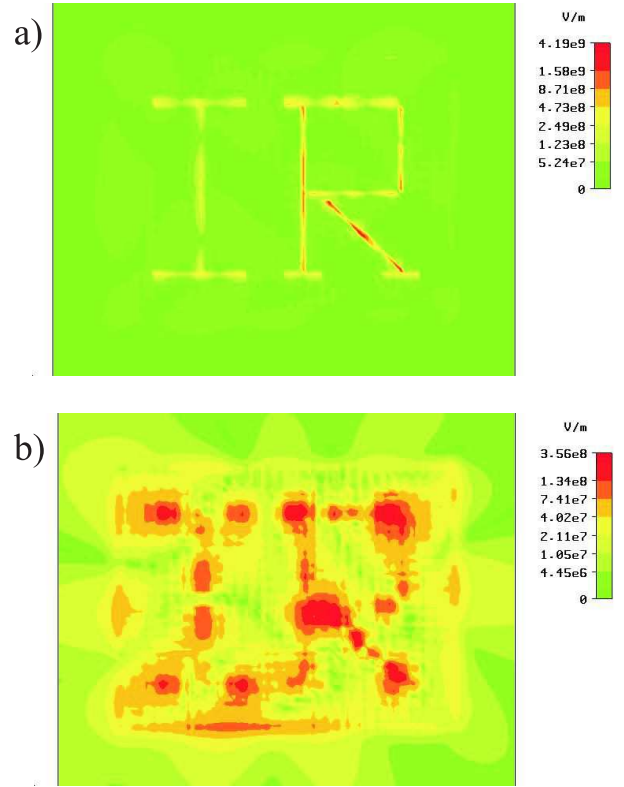 a)
V/m
4.19e9
1.58e9
8.71e8
4.73e8
2.49e8
1.23e8
5.24e7
0
IR
b)
V/m
3.56e8
1.34e8
7.41e7
4.02e7
2.11e7
1.05e7
4.45e6
0